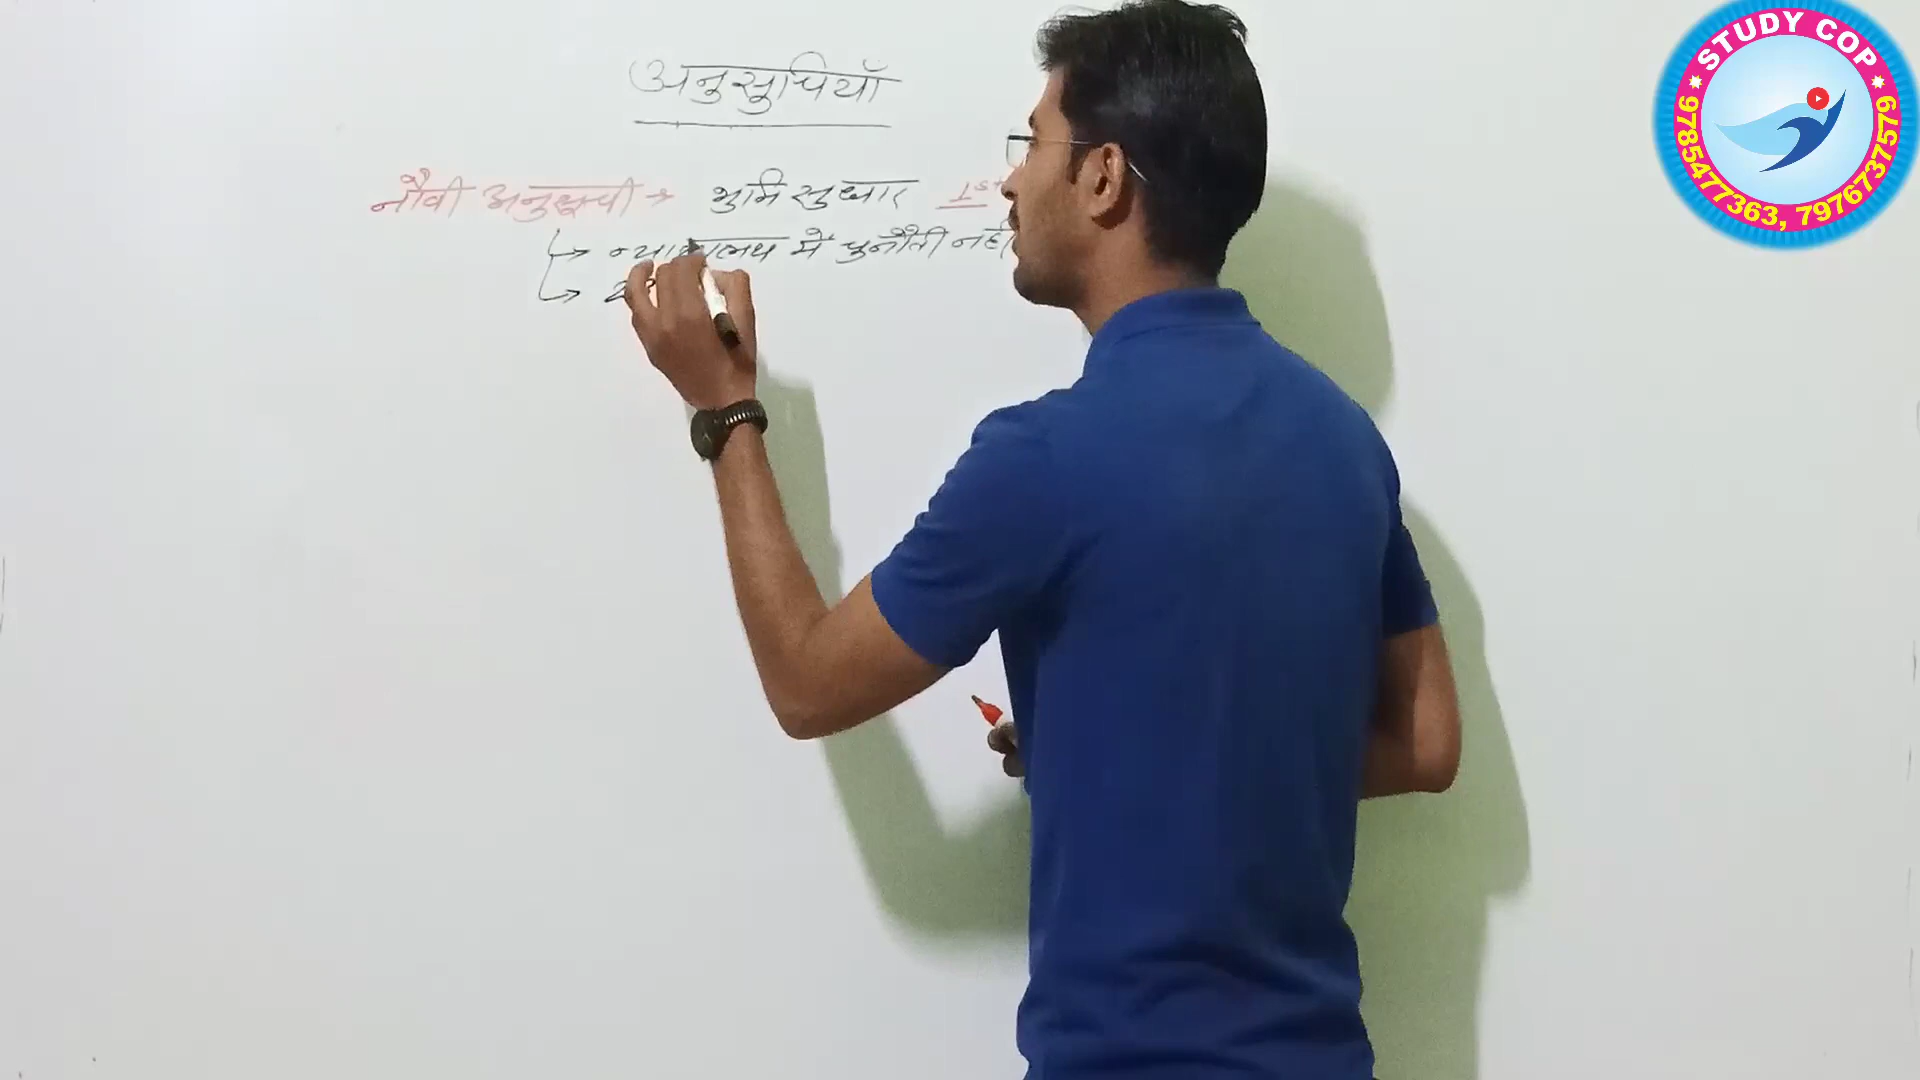 अनुसूचियाँ
नौवी अनुसूची → भूमि सुधार 1st
→ न्यायालय में चुनौती नहीं
→
STUDY COP
9785477363, 7976737579